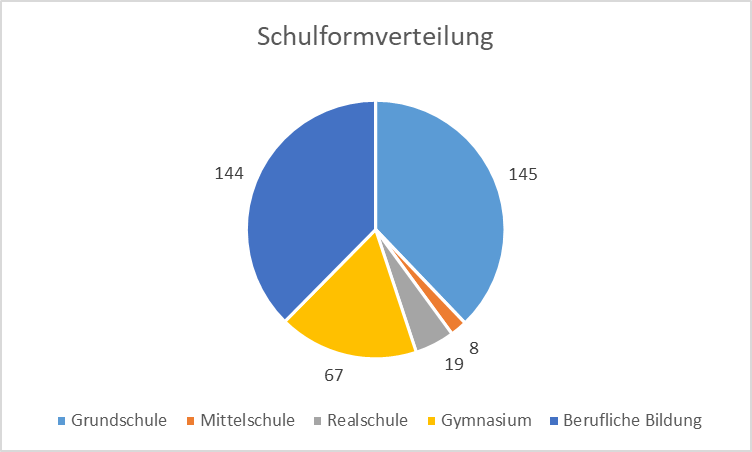 Schulformverteilung
144
145
8
19
67
Grundschule Mittelschule Realschule Gymnasium Berufliche Bildung